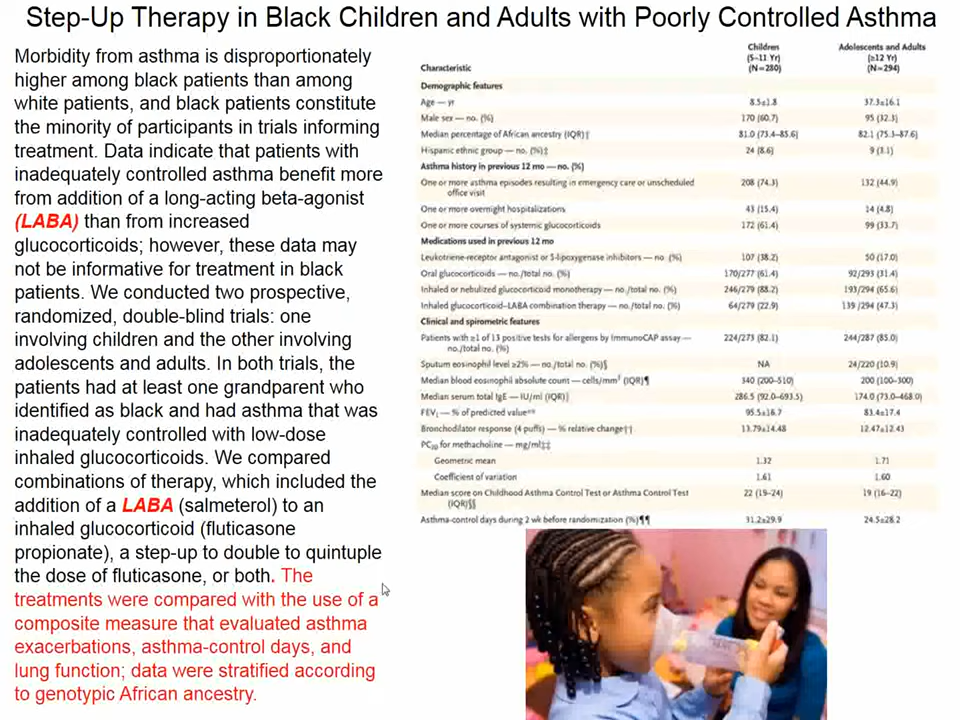 Step-Up Therapy in Black Children and Adults with Poorly Controlled Asthma
Morbidity from asthma is disproportionately
higher among black patients than among
white patients, and black patients constitute
the minority of participants in trials informing
treatment. Data indicate that patients with
inadequately controlled asthma benefit more
from addition of a long-acting beta-agonist
(LABA) than from increased
glucocorticoids; however, these data may
not be informative for treatment in black
patients. We conducted two prospective,
randomized, double-blind trials: one
involving children and the other involving
adolescents and adults. In both trials, the
patients had at least one grandparent who
identified as black and had asthma that was
inadequately controlled with low-dose
inhaled glucocorticoids. We compared
combinations of therapy, which included the
addition of a LABA (salmeterol) to an
inhaled glucocorticoid (fluticasone
propionate), a step-up to double to quintuple
the dose of fluticasone, or both. The
treatments were compared with the use of a
composite measure that evaluated asthma
exacerbations, asthma-control days, and
lung function; data were stratified according
to genotypic African ancestry.
Characteristic Children (5–11 Yr) (N=280) Adolescents and Adults (≥12 Yr) (N=294)
Demographic features
Age — yr 8.5±1.8 37.3±16.1
Male sex — no. (%) 170 (60.7) 95 (32.3)
Median percentage of African ancestry (IQR)† 81.0 (73.4–85.6) 82.1 (75.3–87.6)
Hispanic ethnic group — no. (%)‡ 24 (8.6) 9 (3.1)
Asthma history in previous 12 mo — no. (%)
One or more asthma episodes resulting in emergency care or unscheduled
office visit 208 (74.3) 132 (44.9)
One or more overnight hospitalizations 43 (15.4) 14 (4.8)
One or more courses of systemic glucocorticoids 172 (61.4) 99 (33.7)
Medications used in previous 12 mo
Leukotriene-receptor antagonist or 5-lipoxygenase inhibitors — no. (%) 107 (38.2) 50 (17.0)
Oral glucocorticoids — no./total no. (%) 170/277 (61.4) 92/293 (31.4)
Inhaled or nebulized glucocorticoid monotherapy — no./total no. (%) 246/279 (88.2) 193/294 (65.6)
Inhaled glucocorticoid–LABA combination therapy — no./total no. (%) 64/279 (22.9) 139/294 (47.3)
Clinical and spirometric features
Patients with ≥1 of 13 positive tests for allergens by ImmunoCAP assay —
no./total no. (%) 224/273 (82.1) 244/287 (85.0)
Sputum eosinophil level ≥2% — no./total no. (%)§ NA 24/220 (10.9)
Median blood eosinophil absolute count — cells/mm³ (IQR)¶ 340 (200–510) 200 (100–300)
Median serum total IgE — IU/ml (IQR)‖ 286.5 (92.0–693.5) 174.0 (73.0–468.0)
FEV₁ — % of predicted value** 95.5±16.7 83.4±17.4
Bronchodilator response (4 puffs) — % relative change†† 13.79±14.48 12.47±12.43
PC₂₀ for methacholine — mg/ml‡‡
Geometric mean 1.32 1.71
Coefficient of variation 1.61 1.60
Median score on Childhood Asthma Control Test or Asthma Control Test
(IQR)§§ 22 (19–24) 19 (16–22)
Asthma-control days during 2 wk before randomization (%)¶¶ 31.2±29.9 24.5±28.2